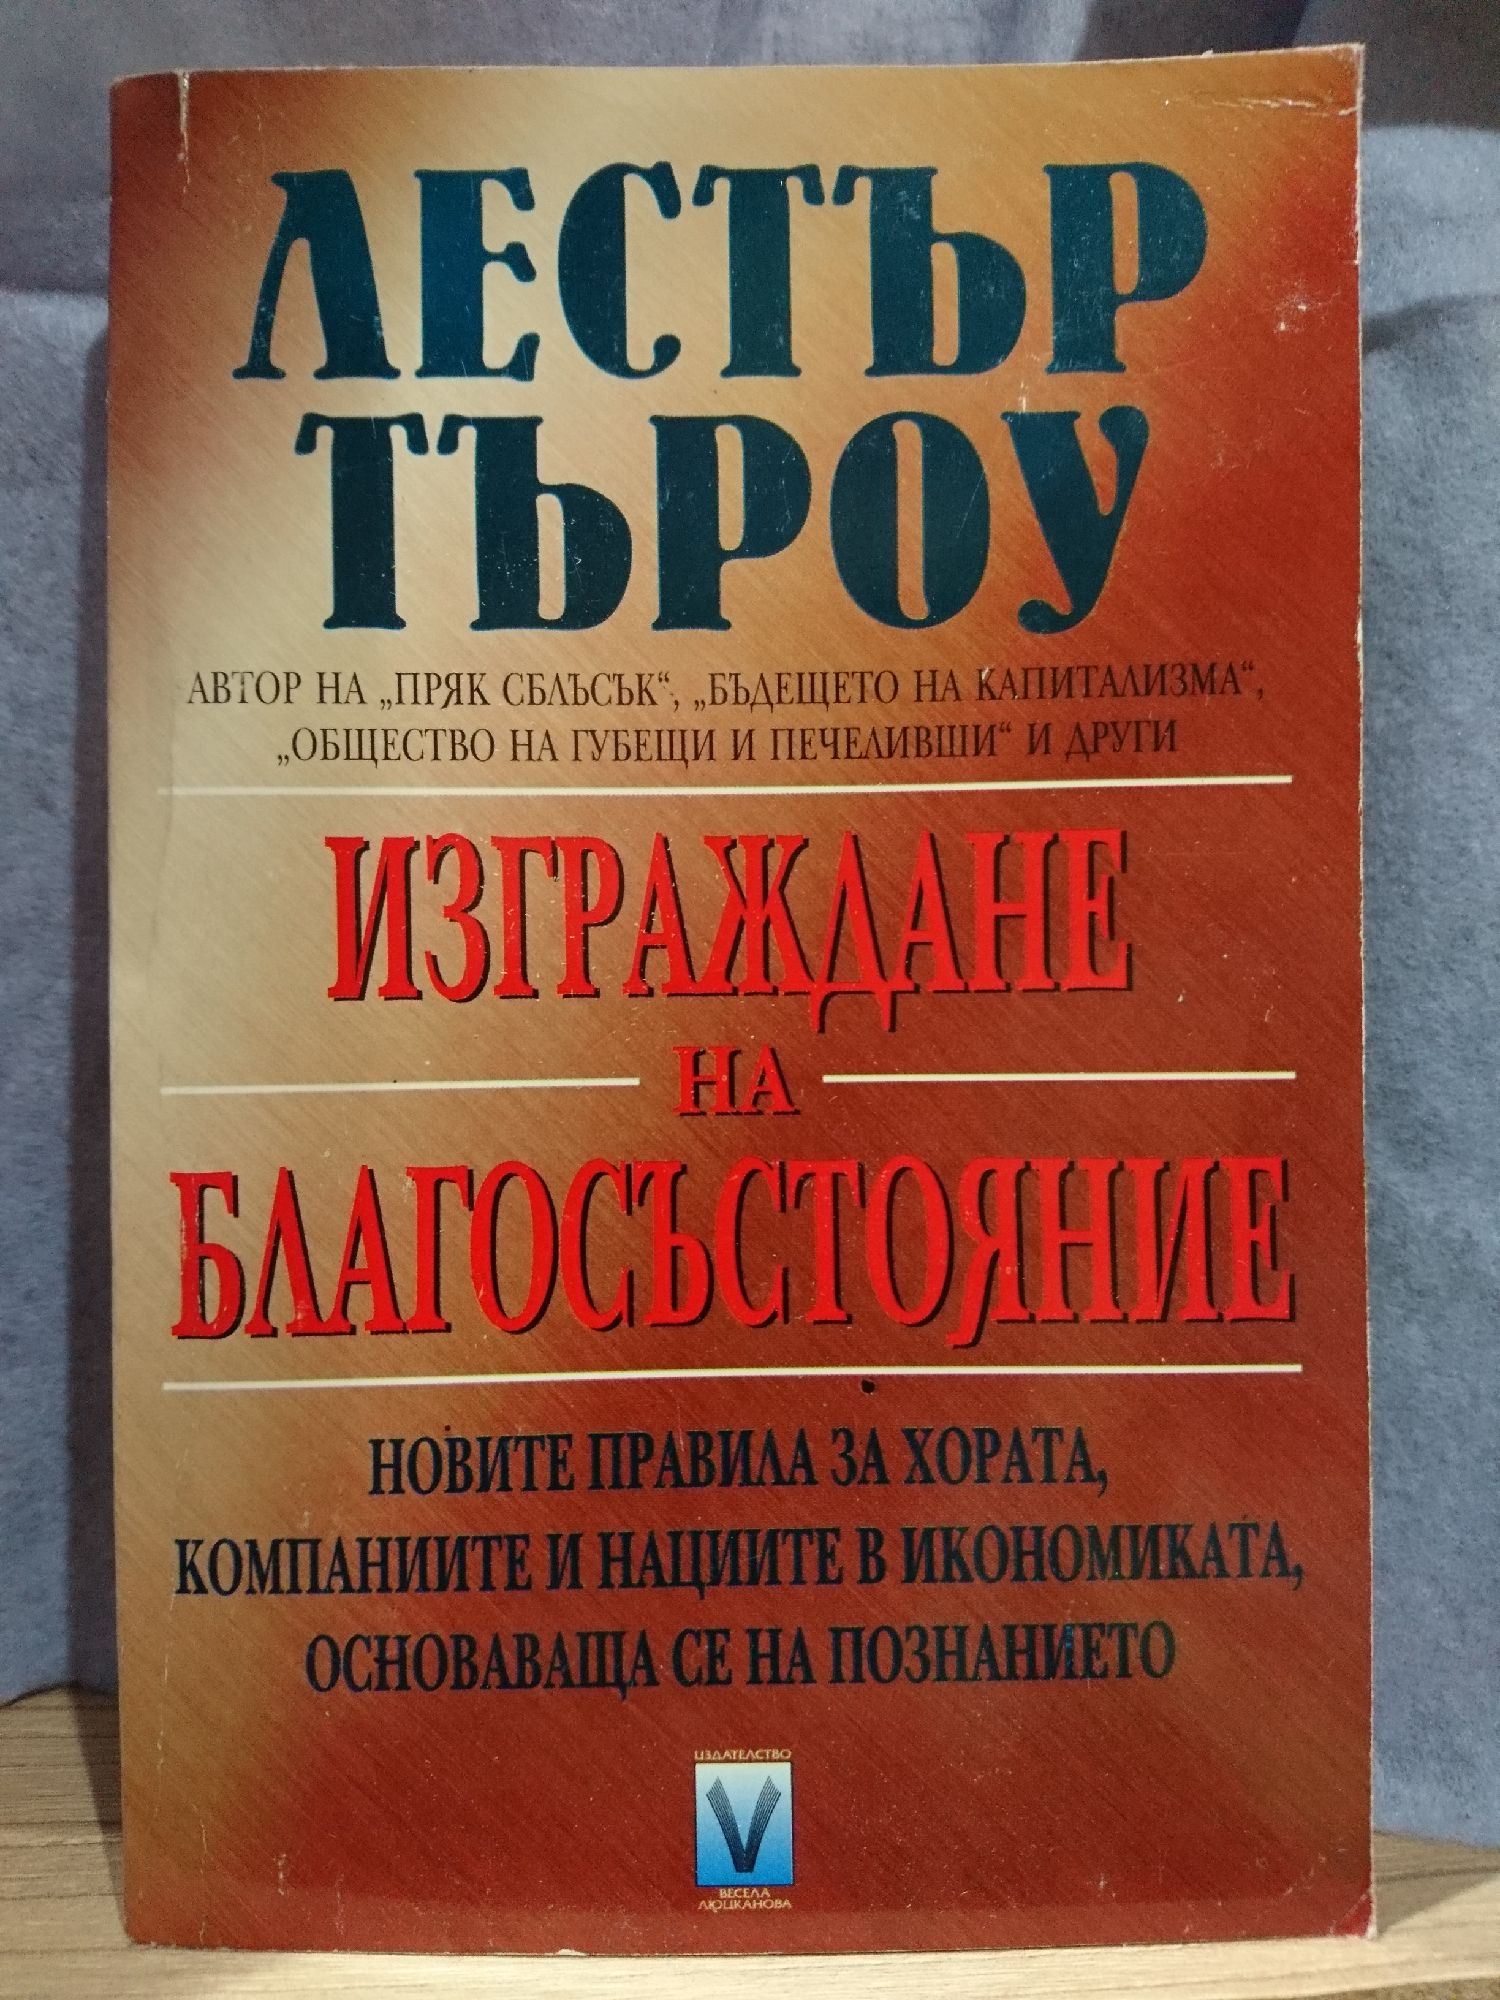 ЛЕСТЪР
ТЪРОУ
АВТОР НА „ПРЯК СБЛЪСЪК“, „БЪДЕЩЕТО НА КАПИТАЛИЗМА“,
„ОБЩЕСТВО НА ГУБЕЩИ И ПЕЧЕЛИВШИ“ И ДРУГИ
ИЗГРАЖДАНЕ
НА
БЛАГОСЪСТОЯНИЕ
НОВИТЕ ПРАВИЛА ЗА ХОРАТА,
КОМПАНИИТЕ И НАЦИИТЕ В ИКОНОМИКАТА,
ОСНОВАВАЩА СЕ НА ПОЗНАНИЕТО
ИЗДАТЕЛСТВО
V
ВЕСЕЛА
ЛЮЦКАНОВА